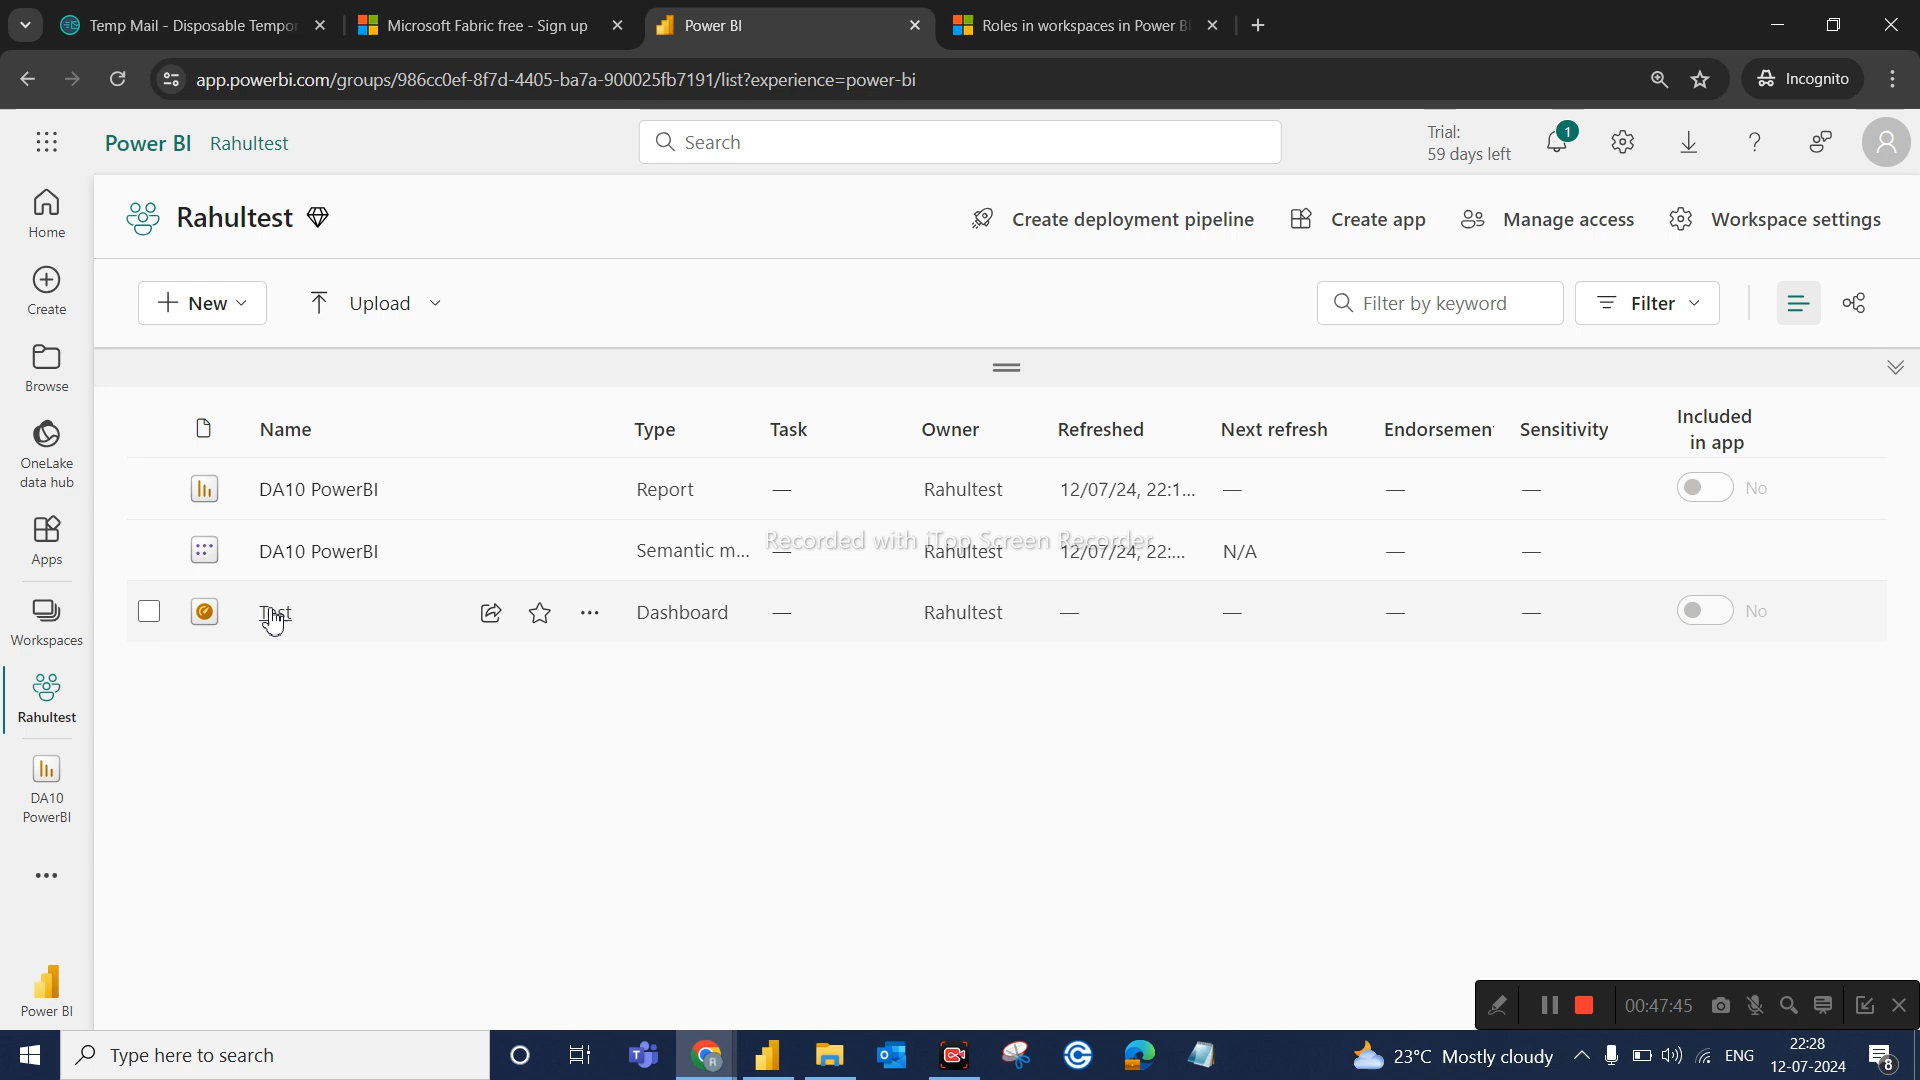 Temp Mail - Disposable Tempor
Microsoft Fabric free - Sign up
Power BI
Roles in workspaces in Power B
app.powerbi.com/groups/986cc0ef-8f7d-4405-ba7a-900025fb7191/list?experience=power-bi
Incognito
Power BI Rahultest
Search
Trial:
59 days left
1
Home
Create
Browse
OneLake
data hub
Apps
Workspaces
Rahultest
DA10
PowerBI
Power BI
Rahultest
Create deployment pipeline
Create app
Manage access
Workspace settings
New
Upload
Filter by keyword
Filter
Name Type Task Owner Refreshed Next refresh Endorsemen Sensitivity Included
in app
DA10 PowerBI Report — Rahultest 12/07/24, 22:1... — — — No
DA10 PowerBI Semantic m... — Rahultest 12/07/24, 22:... N/A — —
Recorded with iTop Screen Recorder
Test Dashboard — Rahultest — — — — No
00:47:45
Type here to search
23°C Mostly cloudy
ENG
22:28
12-07-2024
8